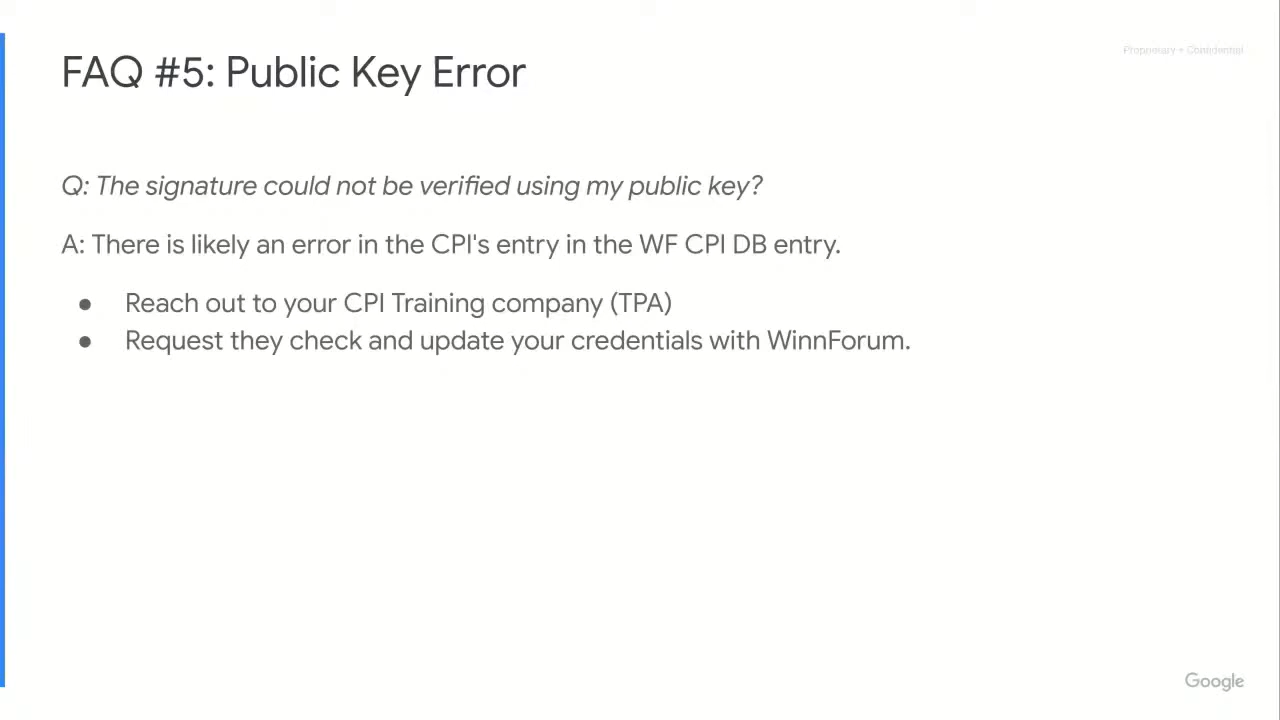 Proprietary + Confidential
FAQ #5: Public Key Error
Q: The signature could not be verified using my public key?
A: There is likely an error in the CPI's entry in the WF CPI DB entry.
● Reach out to your CPI Training company (TPA)
● Request they check and update your credentials with WinnForum.
Google